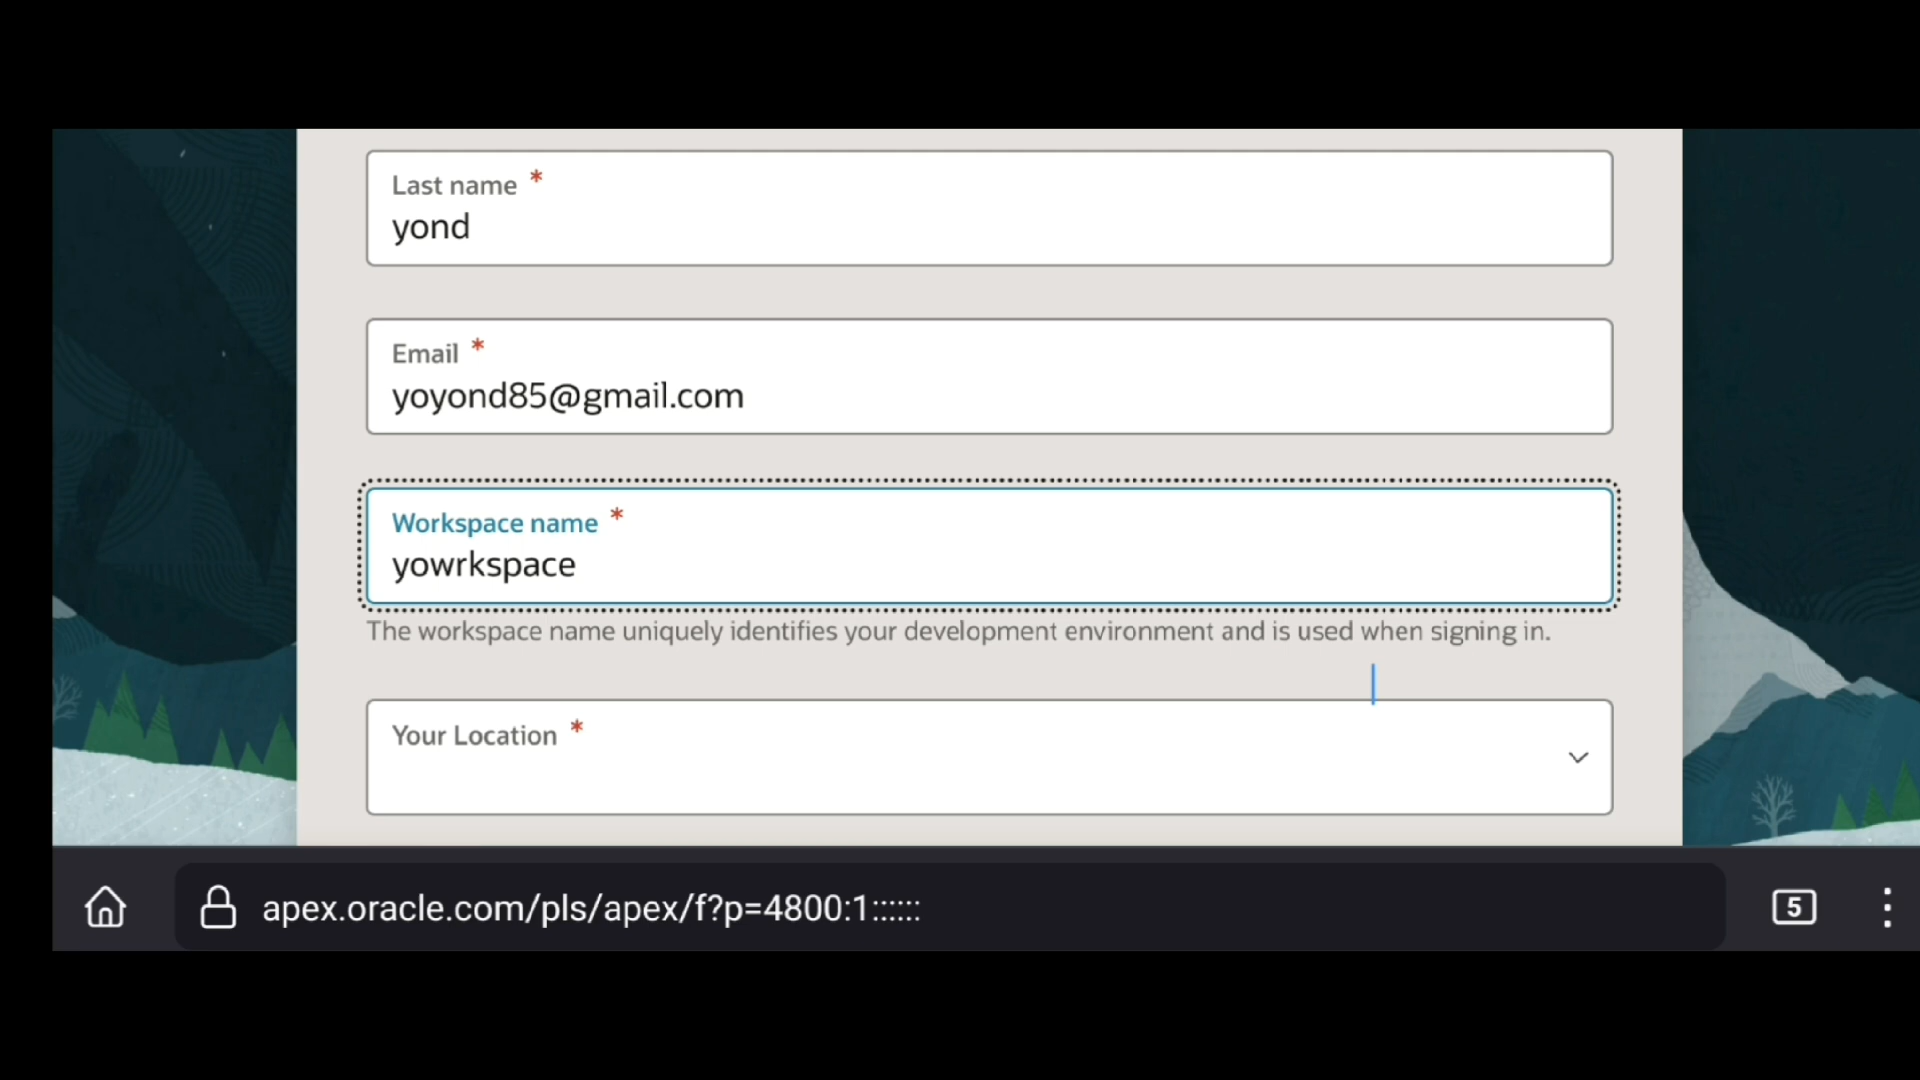 Last name *
yond
Email *
yoyond85@gmail.com
Workspace name *
yowrkspace
The workspace name uniquely identifies your development environment and is used when signing in.
Your Location *
apex.oracle.com/pls/apex/f?p=4800:1::::::
5